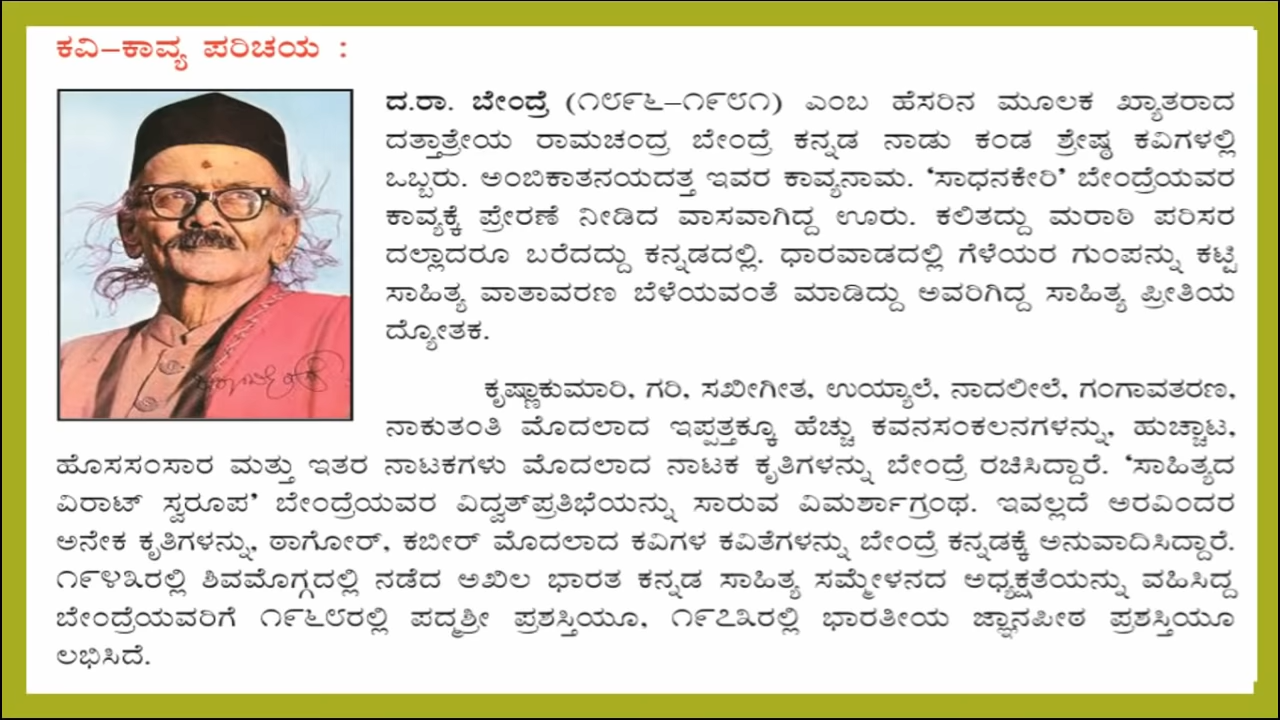 ಕವಿ–ಕಾವ್ಯ ಪರಿಚಯ :
ದ.ರಾ. ಬೇಂದ್ರೆ (೧೮೯೬–೧೯೮೧) ಎಂಬ ಹೆಸರಿನ ಮೂಲಕ ಖ್ಯಾತರಾದ
ದತ್ತಾತ್ರೇಯ ರಾಮಚಂದ್ರ ಬೇಂದ್ರೆ ಕನ್ನಡ ನಾಡು ಕಂಡ ಶ್ರೇಷ್ಠ ಕವಿಗಳಲ್ಲಿ
ಒಬ್ಬರು. ಅಂಬಿಕಾತನಯದತ್ತ ಇವರ ಕಾವ್ಯನಾಮ. ‘ಸಾಧನಕೇರಿ’ ಬೇಂದ್ರೆಯವರ
ಕಾವ್ಯಕ್ಕೆ ಪ್ರೇರಣೆ ನೀಡಿದ ವಾಸವಾಗಿದ್ದ ಊರು. ಕಲಿತದ್ದು ಮರಾಠಿ ಪರಿಸರ
ದಲ್ಲಾದರೂ ಬರೆದದ್ದು ಕನ್ನಡದಲ್ಲಿ. ಧಾರವಾಡದಲ್ಲಿ ಗೆಳೆಯರ ಗುಂಪನ್ನು ಕಟ್ಟಿ
ಸಾಹಿತ್ಯ ವಾತಾವರಣ ಬೆಳೆಯವಂತೆ ಮಾಡಿದ್ದು ಅವರಿಗಿದ್ದ ಸಾಹಿತ್ಯ ಪ್ರೀತಿಯ
ದ್ಯೋತಕ.
ಕೃಷ್ಣಾಕುಮಾರಿ, ಗರಿ, ಸಖೀಗೀತ, ಉಯ್ಯಾಲೆ, ನಾದಲೀಲೆ, ಗಂಗಾವತರಣ,
ನಾಕುತಂತಿ ಮೊದಲಾದ ಇಪ್ಪತ್ತಕ್ಕೂ ಹೆಚ್ಚು ಕವನಸಂಕಲನಗಳನ್ನು, ಹುಚ್ಚಾಟ,
ಹೊಸಸಂಸಾರ ಮತ್ತು ಇತರ ನಾಟಕಗಳು ಮೊದಲಾದ ನಾಟಕ ಕೃತಿಗಳನ್ನು ಬೇಂದ್ರೆ ರಚಿಸಿದ್ದಾರೆ. ‘ಸಾಹಿತ್ಯದ
ವಿರಾಟ್ ಸ್ವರೂಪ’ ಬೇಂದ್ರೆಯವರ ವಿದ್ವತ್‌ಪ್ರತಿಭೆಯನ್ನು ಸಾರುವ ವಿಮರ್ಶಾಗ್ರಂಥ. ಇವಲ್ಲದೆ ಅರವಿಂದರ
ಅನೇಕ ಕೃತಿಗಳನ್ನು, ಠಾಗೋರ್, ಕಬೀರ್ ಮೊದಲಾದ ಕವಿಗಳ ಕವಿತೆಗಳನ್ನು ಬೇಂದ್ರೆ ಕನ್ನಡಕ್ಕೆ ಅನುವಾದಿಸಿದ್ದಾರೆ.
೧೯೪೩ರಲ್ಲಿ ಶಿವಮೊಗ್ಗದಲ್ಲಿ ನಡೆದ ಅಖಿಲ ಭಾರತ ಕನ್ನಡ ಸಾಹಿತ್ಯ ಸಮ್ಮೇಳನದ ಅಧ್ಯಕ್ಷತೆಯನ್ನು ವಹಿಸಿದ್ದ
ಬೇಂದ್ರೆಯವರಿಗೆ ೧೯೬೮ರಲ್ಲಿ ಪದ್ಮಶ್ರೀ ಪ್ರಶಸ್ತಿಯೂ, ೧೯೭೩ರಲ್ಲಿ ಭಾರತೀಯ ಜ್ಞಾನಪೀಠ ಪ್ರಶಸ್ತಿಯೂ
ಲಭಿಸಿದೆ.